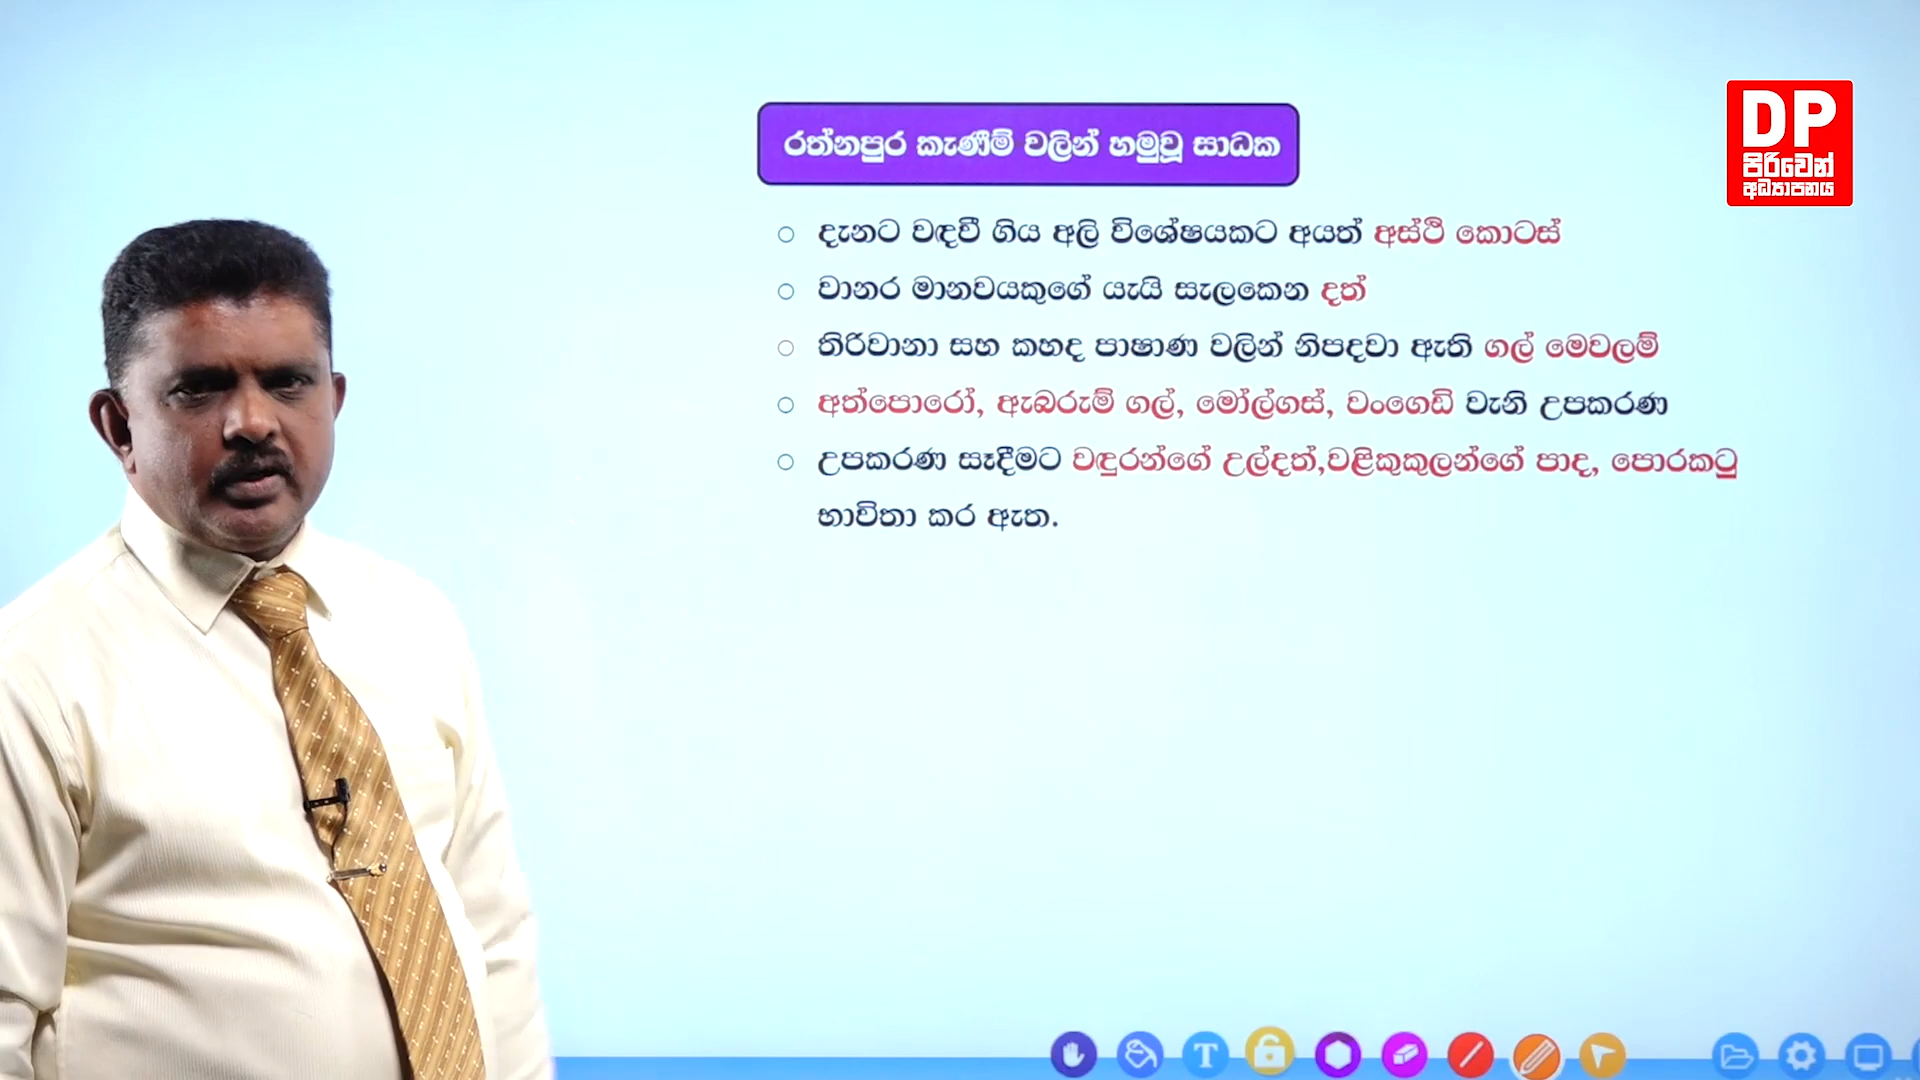 රත්නපුර කැණීම් වලින් හමුවූ සාධක
DP
පිරිවෙන්
අධ්‍යාපනය
දැනට වඳවී ගිය අලි විශේෂයකට අයත් අස්ථි කොටස්
වානර මානවයකුගේ යැයි සැලකෙන දත්
තිරිවානා සහ කහද පාෂාණ වලින් නිපදවා ඇති ගල් මෙවලම්
අත්පොරෝ, ඇබරුම් ගල්, මෝල්ගස්, වංගෙඩි වැනි උපකරණ
උපකරණ සෑදීමට වඳුරන්ගේ උල්දත්,වළිකුකුලන්ගේ පාද, පොරකටු
භාවිතා කර ඇත.
T